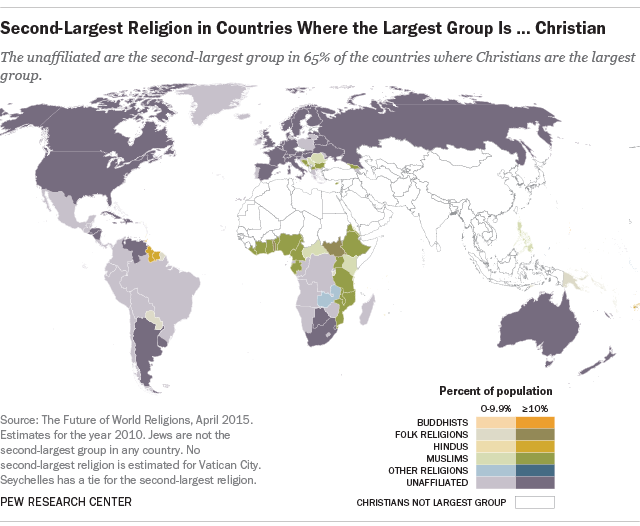 Second-Largest Religion in Countries Where the Largest Group Is ... Christian
The unaffiliated are the second-largest group in 65% of the countries where Christians are the largest
group.
Percent of population
0-9.9% ≥10%
BUDDHISTS
FOLK RELIGIONS
HINDUS
MUSLIMS
OTHER RELIGIONS
UNAFFILIATED
CHRISTIANS NOT LARGEST GROUP
Source: The Future of World Religions, April 2015.
Estimates for the year 2010. Jews are not the
second-largest group in any country. No
second-largest religion is estimated for Vatican City.
Seychelles has a tie for the second-largest religion.
PEW RESEARCH CENTER